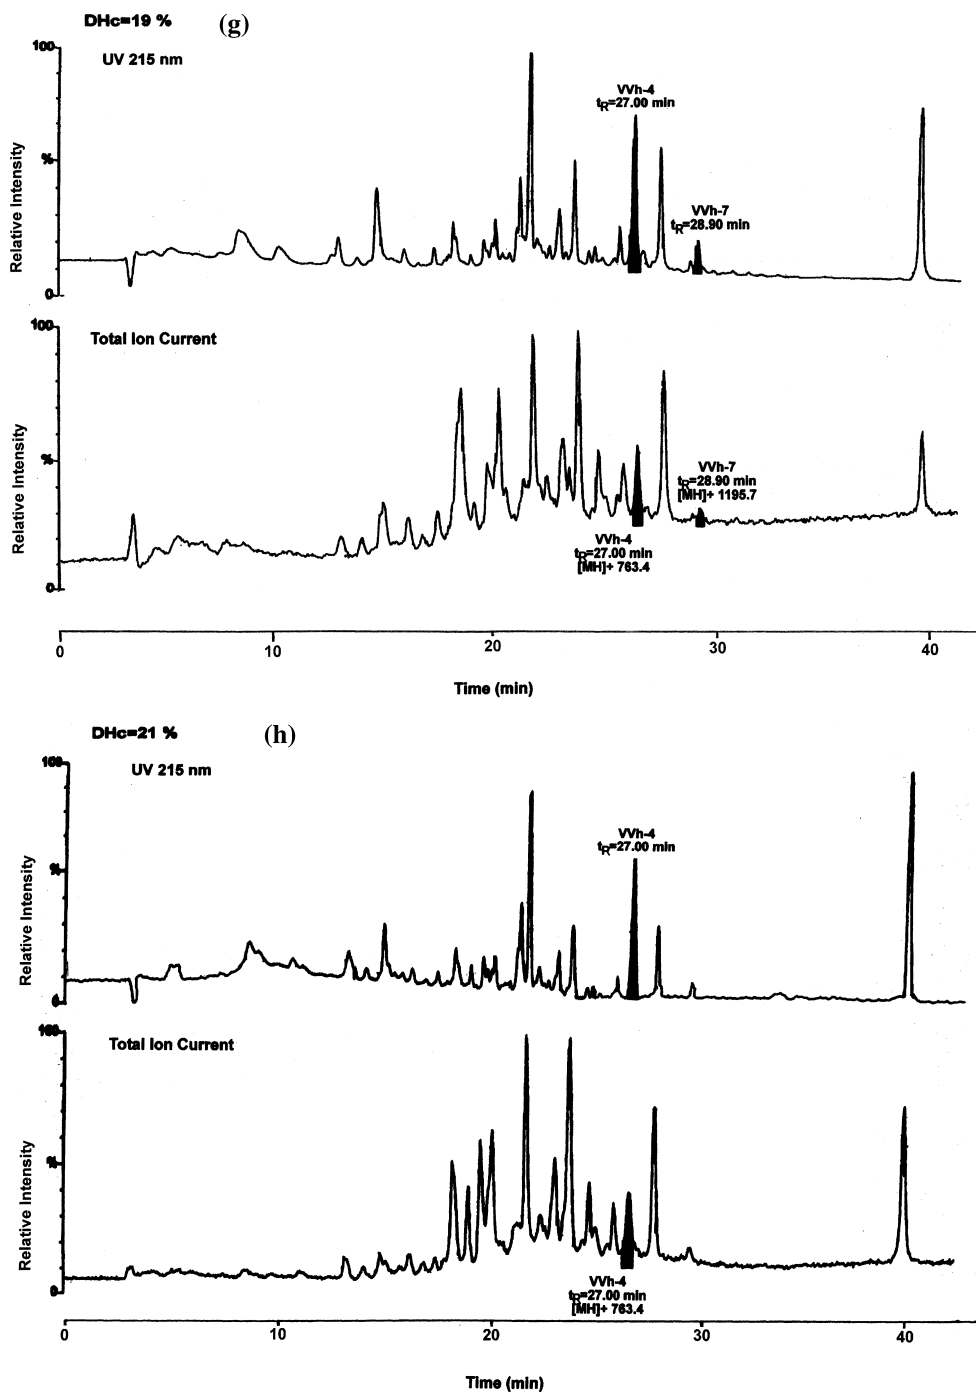 DHc=19 %
(g)
UV 215 nm
100
%
0
Relative Intensity
VVh-4
tR=27.00 min
VVh-7
tR=28.90 min
Total Ion Current
100
%
0
Relative Intensity
VVh-7
tR=28.90 min
[MH]+ 1195.7
VVh-4
tR=27.00 min
[MH]+ 763.4
0 10 20 30 40
Time (min)
DHc=21 %
(h)
UV 215 nm
100
%
0
Relative Intensity
VVh-4
tR=27.00 min
Total Ion Current
100
%
0
Relative Intensity
VVh-4
tR=27.00 min
[MH]+ 763.4
0 10 20 30 40
Time (min)